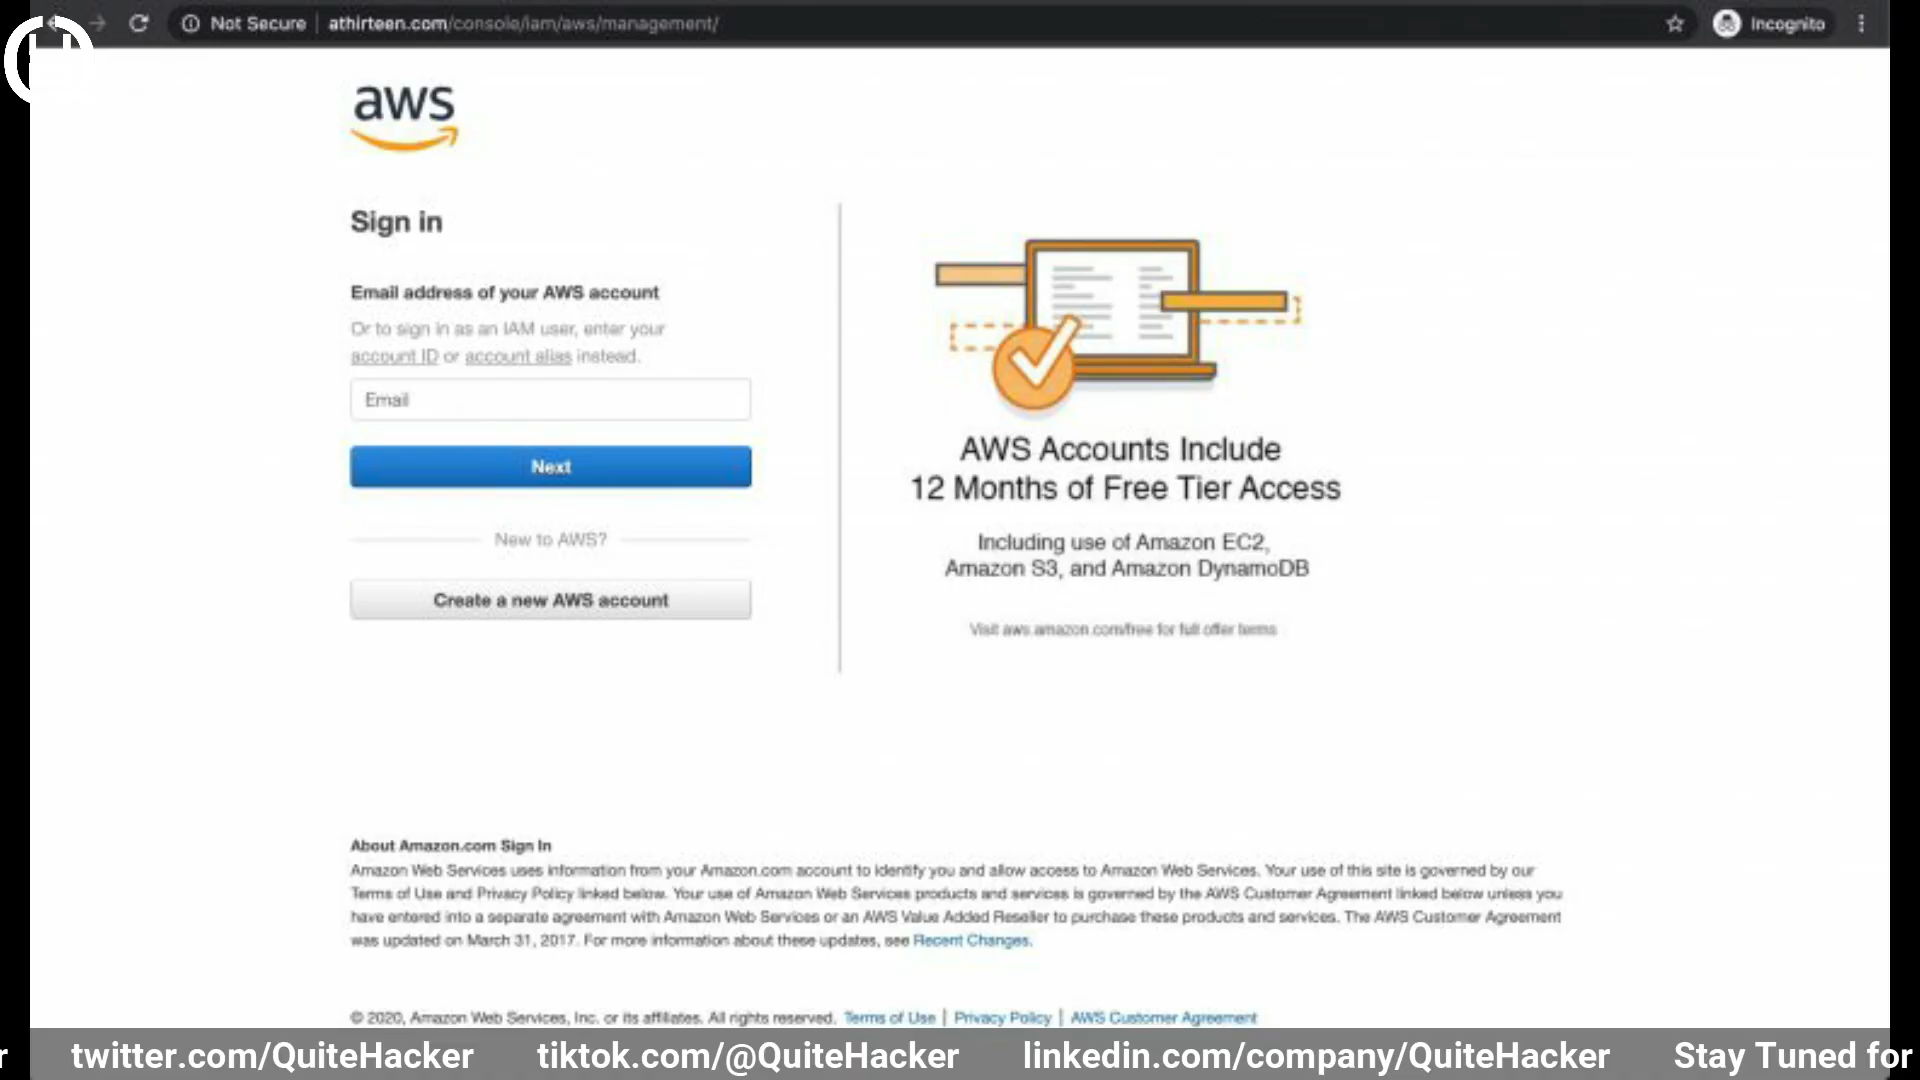 Not Secure | athirteen.com/console/iam/aws/management/
Incognito
aws
Sign in
Email address of your AWS account
Or to sign in as an IAM user, enter your
account ID or account alias instead.
Email
Next
New to AWS?
Create a new AWS account
AWS Accounts Include
12 Months of Free Tier Access
Including use of Amazon EC2,
Amazon S3, and Amazon DynamoDB
Visit aws.amazon.com/free for full offer terms
About Amazon.com Sign In
Amazon Web Services uses information from your Amazon.com account to identify you and allow access to Amazon Web Services. Your use of this site is governed by our
Terms of Use and Privacy Policy linked below. Your use of Amazon Web Services products and services is governed by the AWS Customer Agreement linked below unless you
have entered into a separate agreement with Amazon Web Services or an AWS Value Added Reseller to purchase these products and services. The AWS Customer Agreement
was updated on March 31, 2017. For more information about these updates, see Recent Changes.
© 2020, Amazon Web Services, Inc. or its affiliates. All rights reserved. Terms of Use | Privacy Policy | AWS Customer Agreement
r twitter.com/QuiteHacker tiktok.com/@QuiteHacker linkedin.com/company/QuiteHacker Stay Tuned for